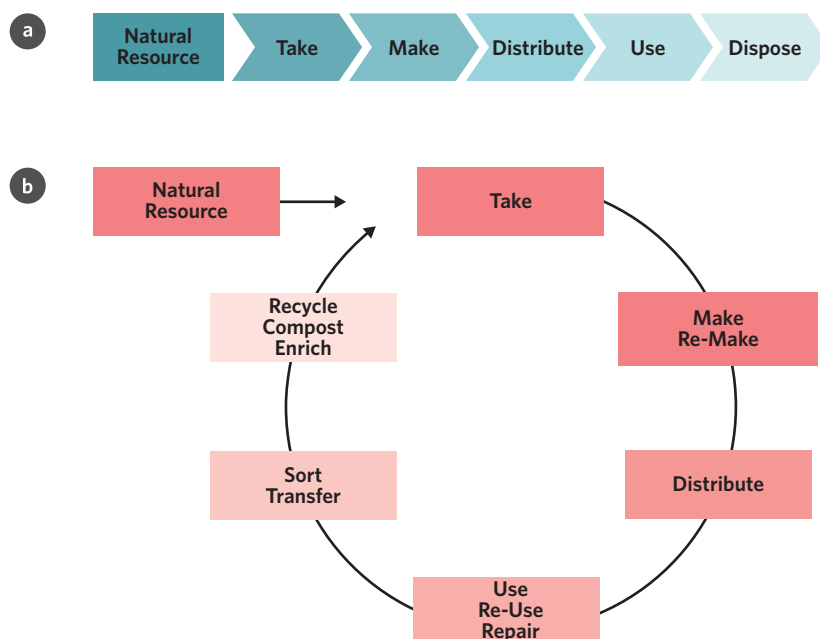 a
Natural
Resource
Take
Make
Distribute
Use
Dispose
b
Natural
Resource
Take
Make
Re-Make
Distribute
Use
Re-Use
Repair
Sort
Transfer
Recycle
Compost
Enrich